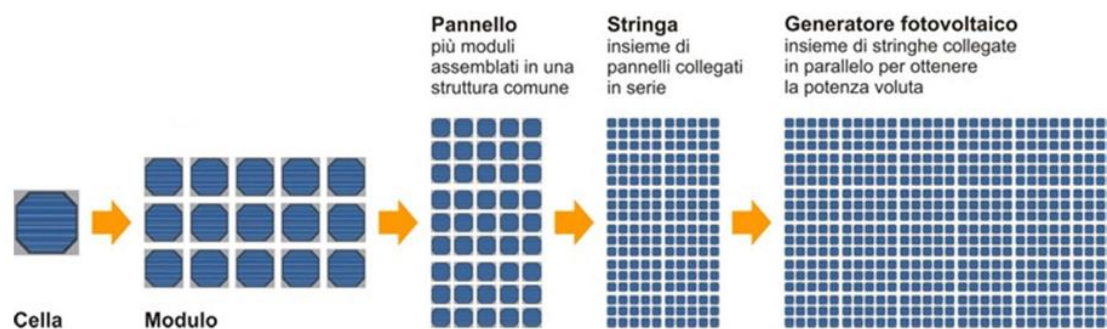 Pannello
più moduli
assemblati in una
struttura comune
Stringa
insieme di
pannelli collegati
in serie
Generatore fotovoltaico
insieme di stringhe collegate
in parallelo per ottenere
la potenza voluta
Cella
Modulo